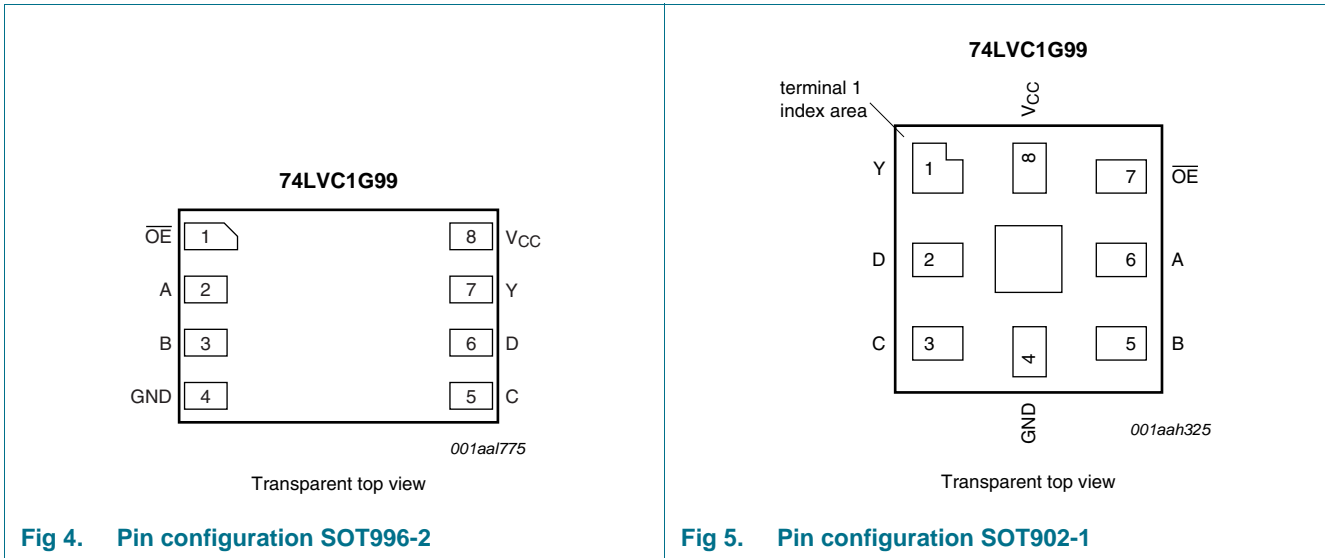 74LVC1G99
OE 1
A 2
B 3
GND 4
8 VCC
7 Y
6 D
5 C
001aal775
Transparent top view
Fig 4. Pin configuration SOT996-2
74LVC1G99
terminal 1
index area
VCC
Y 1
8
7 OE
D 2
6 A
C 3
4
5 B
GND
001aah325
Transparent top view
Fig 5. Pin configuration SOT902-1